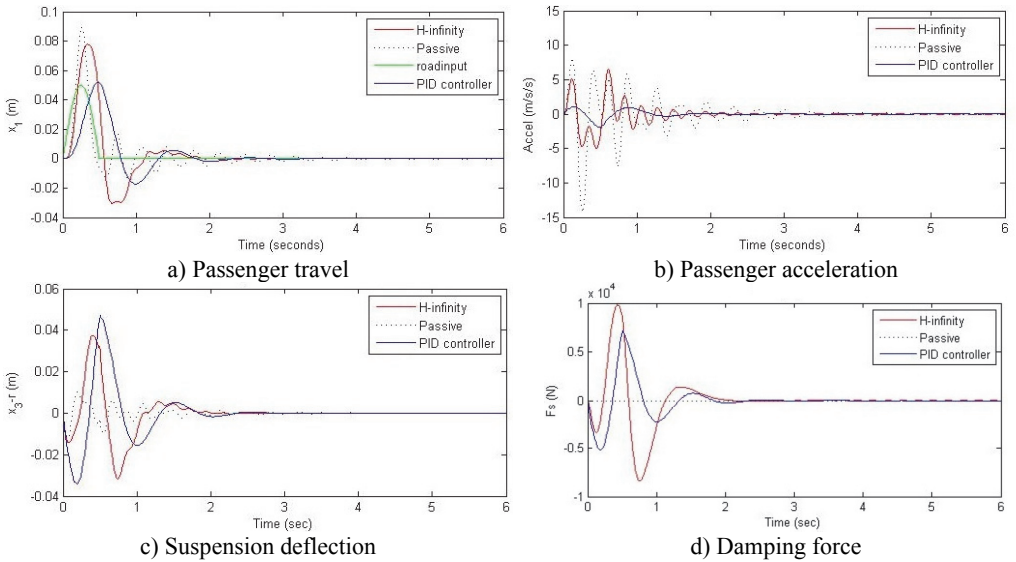 0.1
0.08
0.06
0.04
0.02
0
-0.02
-0.04
x1 (m)
H-infinity
Passive
roadinput
PID controller
0 1 2 3 4 5 6
Time (seconds)
a) Passenger travel
15
10
5
0
-5
-10
-15
Accel (m/s/s)
H-infinity
Passive
PID controller
0 1 2 3 4 5 6
Time (seconds)
b) Passenger acceleration
0.06
0.04
0.02
0
-0.02
-0.04
x3-r (m)
H-infinity
Passive
PID controller
0 1 2 3 4 5 6
Time (sec)
c) Suspension deflection
x 10^4
1
0.5
0
-0.5
-1
Fs (N)
H-infinity
Passive
PID controller
0 1 2 3 4 5 6
Time (sec)
d) Damping force